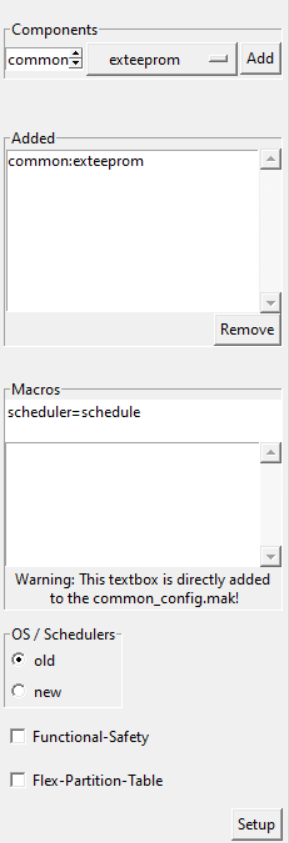 Components
common exteeprom Add
Added
common:exteeprom
Remove
Macros
scheduler=schedule
Warning: This textbox is directly added
to the common_config.mak!
OS / Schedulers
old
new
Functional-Safety
Flex-Partition-Table
Setup